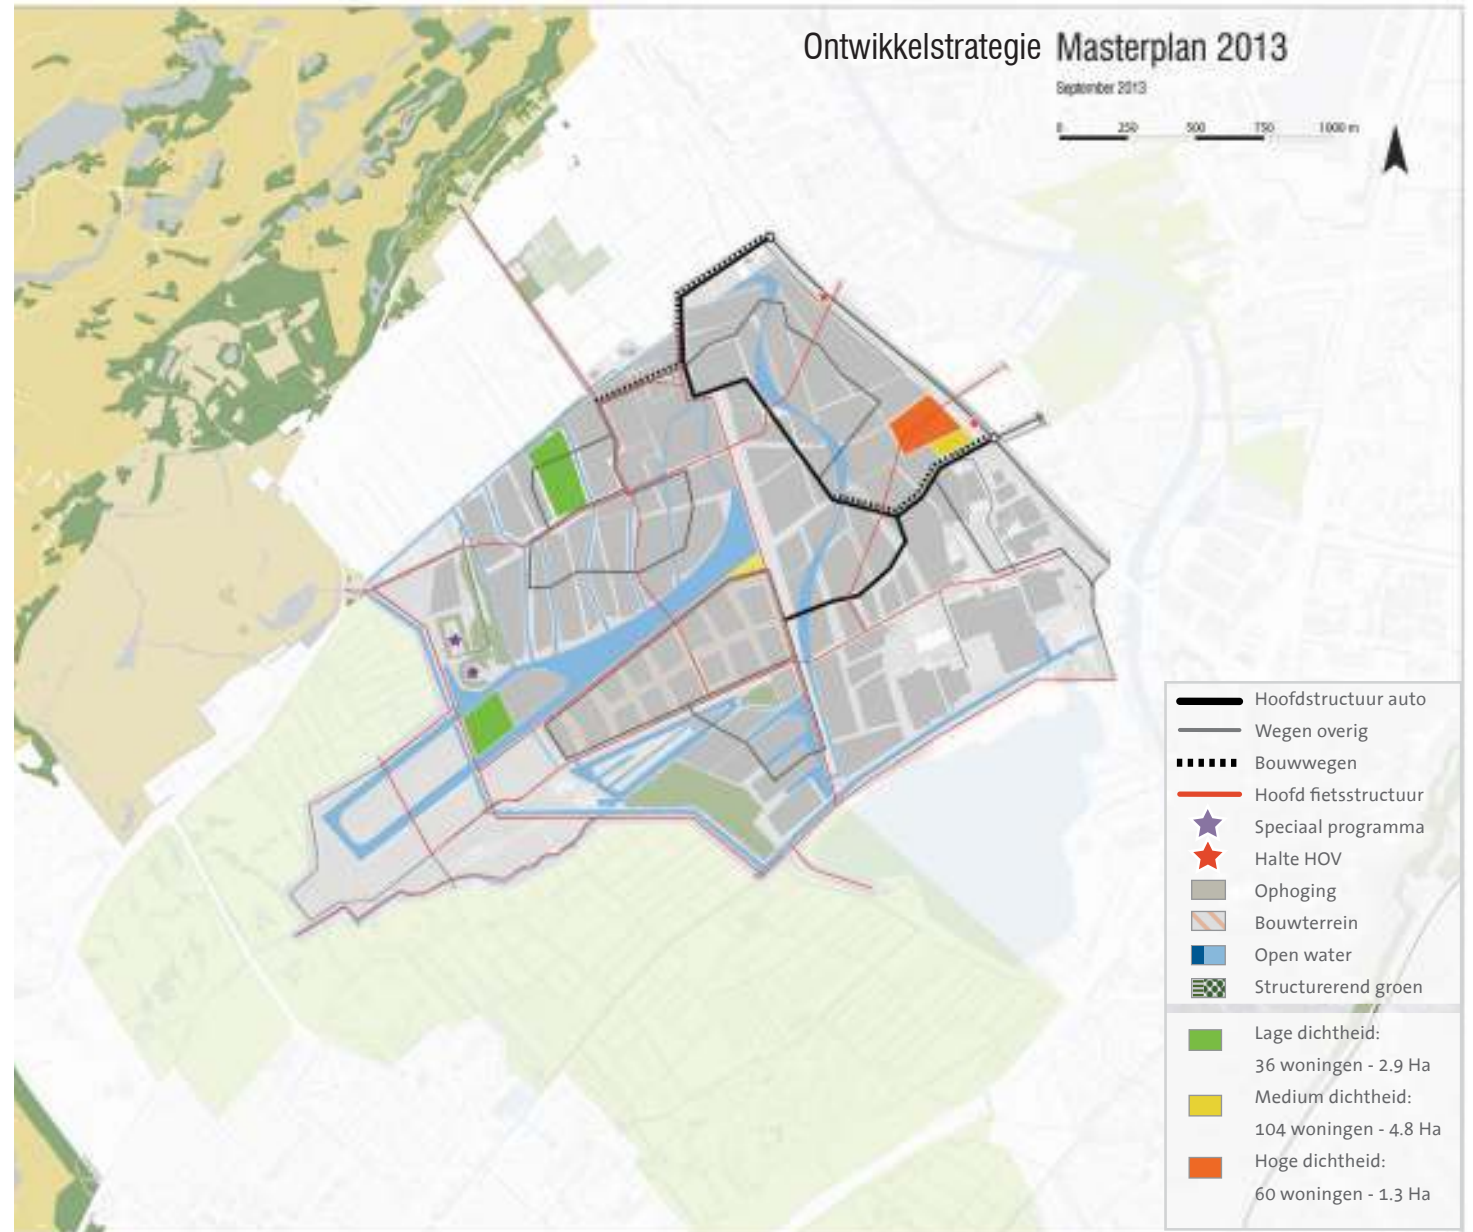 Ontwikkelstrategie Masterplan 2013
September 2013
0 250 500 750 1000 m
Hoofdstructuur auto
Wegen overig
Bouwwegen
Hoofd fietsstructuur
Speciaal programma
Halte HOV
Ophoging
Bouwterrein
Open water
Structurerend groen
Lage dichtheid:
36 woningen - 2.9 Ha
Medium dichtheid:
104 woningen - 4.8 Ha
Hoge dichtheid:
60 woningen - 1.3 Ha